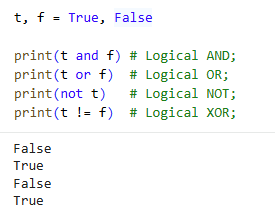 t, f = True, False
print(t and f) # Logical AND;
print(t or f)  # Logical OR;
print(not t)   # Logical NOT;
print(t != f)  # Logical XOR;
False
True
False
True